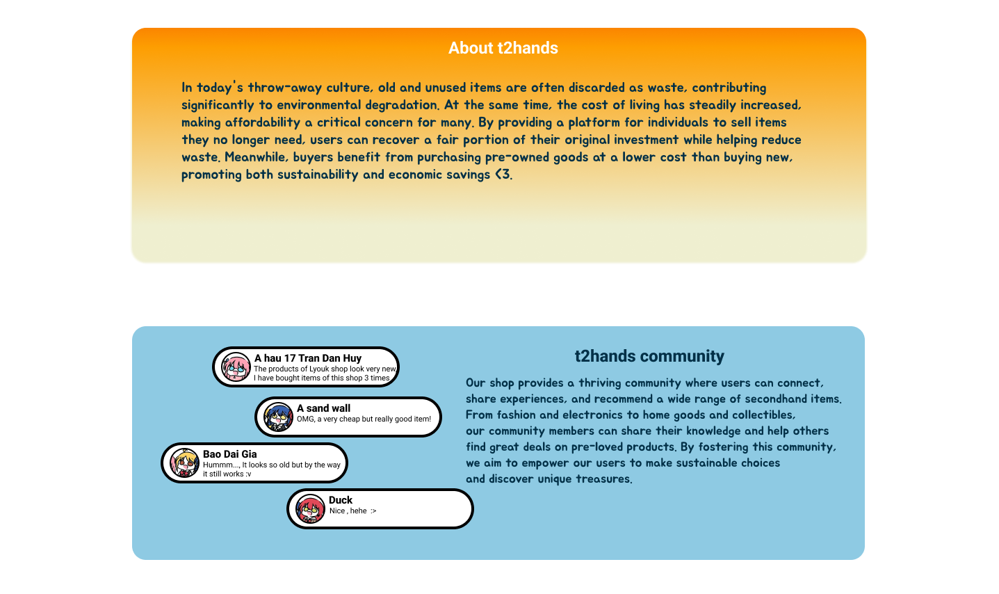 About t2hands
In today's throw-away culture, old and unused items are often discarded as waste, contributing
significantly to environmental degradation. At the same time, the cost of living has steadily increased,
making affordability a critical concern for many. By providing a platform for individuals to sell items
they no longer need, users can recover a fair portion of their original investment while helping reduce
waste. Meanwhile, buyers benefit from purchasing pre-owned goods at a lower cost than buying new,
promoting both sustainability and economic savings <3.
A hau 17 Tran Dan Huy
The products of Lyouk shop look very new,
I have bought items of this shop 3 times
A sand wall
OMG, a very cheap but really good item!
Bao Dai Gia
Hummm..., It looks so old but by the way
it still works :v
Duck
Nice , hehe  :>
t2hands community
Our shop provides a thriving community where users can connect,
share experiences, and recommend a wide range of secondhand items.
From fashion and electronics to home goods and collectibles,
our community members can share their knowledge and help others
find great deals on pre-loved products. By fostering this community,
we aim to empower our users to make sustainable choices
and discover unique treasures.